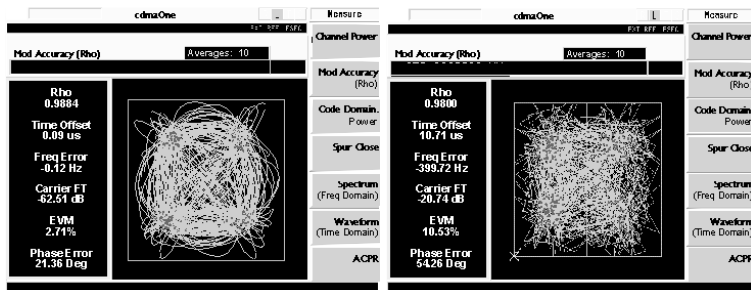 cdmaOne
Measure
Mod Accuracy (Rho)
Averages: 10
Rho
0.9884
Time Offset
0.09 us
Freq Error
-0.12 Hz
Carrier FT
-62.51 dB
EVM
2.71%
Phase Error
21.36 Deg
Channel Power
Mod Accuracy
(Rho)
Code Domain.
Power
Spur Close
Spectrum
(Freq Domain)
Waveform
(Time Domain)
ACPR
cdmaOne
L
Measure
EXT REF ESEC
Mod Accuracy (Rho)
Averages: 10
Rho
0.9800
Time Offset
10.71 us
Freq Error
-399.72 Hz
Carrier FT
-20.74 dB
EVM
10.53%
Phase Error
54.26 Deg
Channel Power
Mod Accuracy
(Rho)
Code Domain.
Power
Spur Close
Spectrum
(Freq Domain)
Waveform
(Time Domain)
ACPR